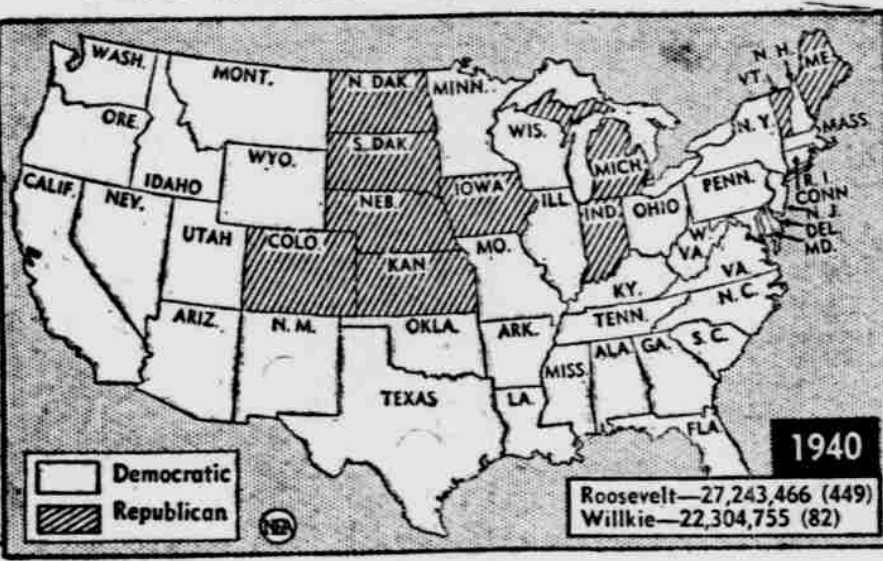 WASH.
MONT.
N. DAK
MINN.
N. H.
ME.
VT.
ORE.
S. DAK
WIS.
N. Y.
MASS.
IDAHO
WYO.
MICH.
CALIF.
NEV.
NEB.
IOWA
ILL
IND.
OHIO
PENN.
R. I.
CONN
N. J.
DEL.
MD.
UTAH
COLO
KAN
MO.
W.
VA.
VA.
KY.
N. C.
ARIZ.
N. M.
OKLA.
ARK.
TENN.
S. C.
MISS.
ALA.
GA.
TEXAS
LA.
FLA
1940
Democratic
Republican
NEA
Roosevelt—27,243,466 (449)
Willkie—22,304,755 (82)